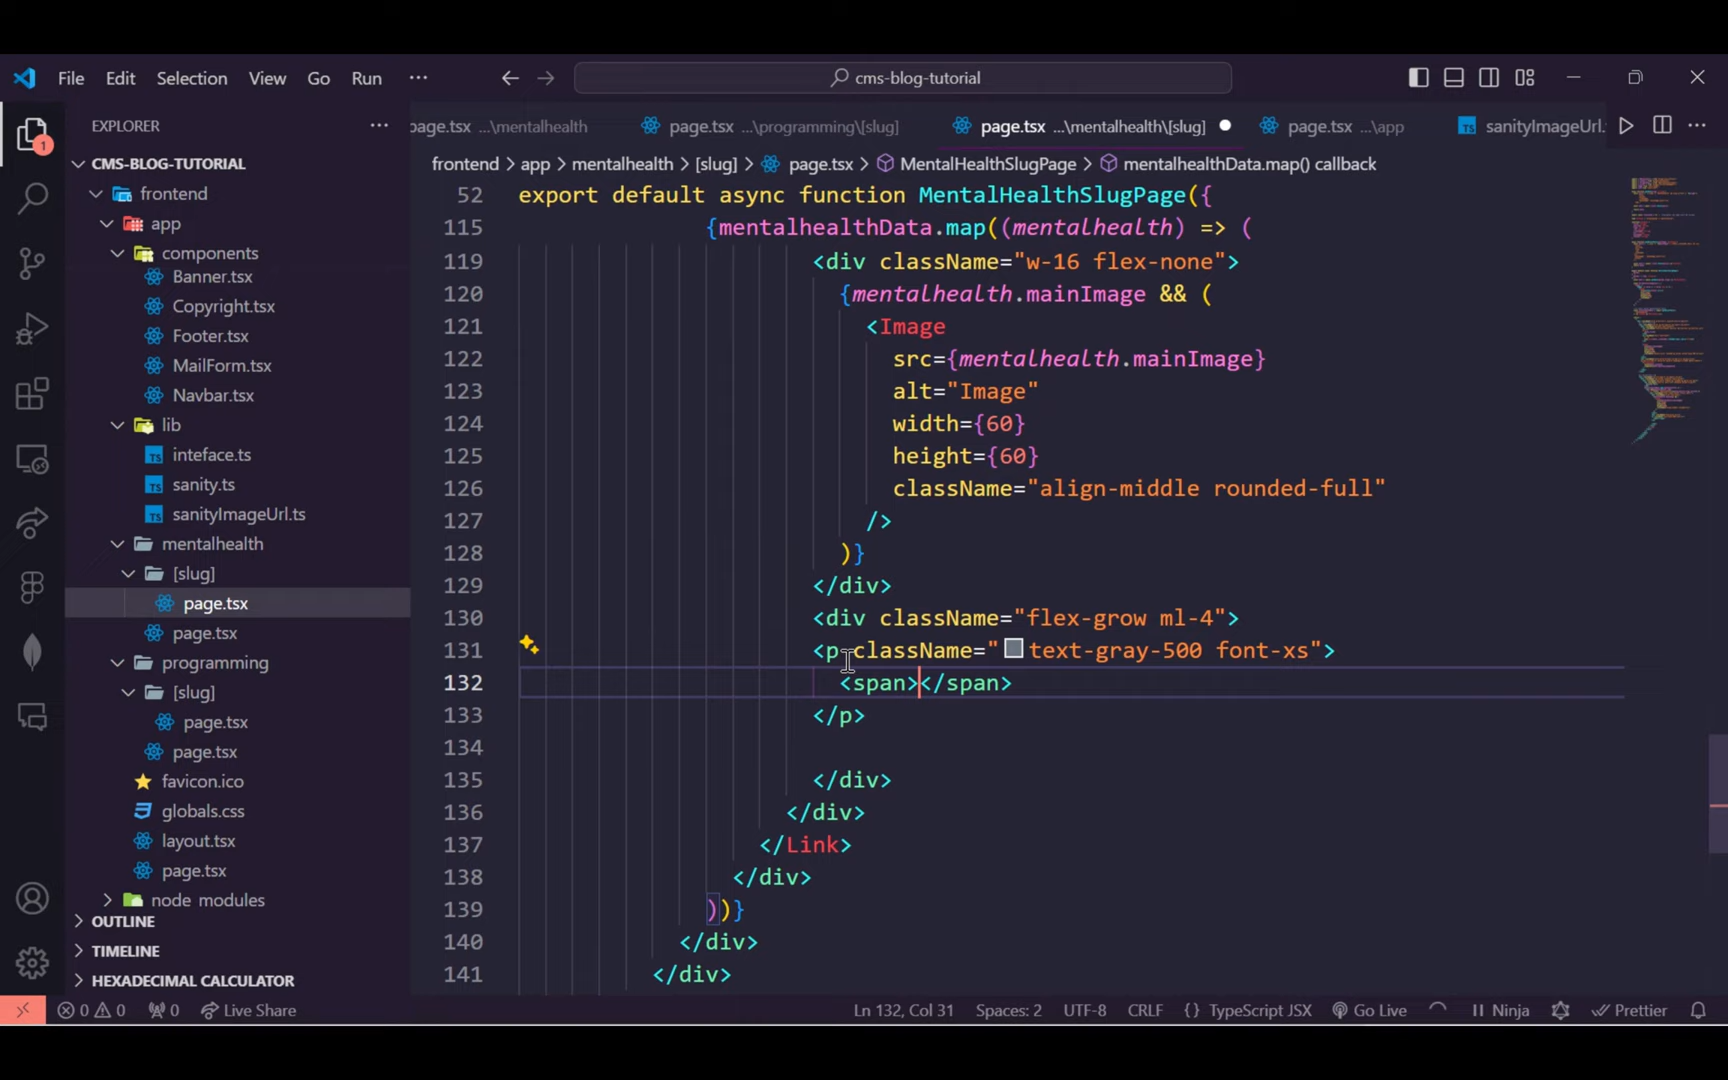 File Edit Selection View Go Run ··· cms-blog-tutorial
EXPLORER ···
page.tsx ...\mentalhealth page.tsx ...\programming\[slug] page.tsx ...\mentalhealth\[slug] page.tsx ...\app TS sanityImageUrl. ···
CMS-BLOG-TUTORIAL
frontend
app
components
Banner.tsx
Copyright.tsx
Footer.tsx
MailForm.tsx
Navbar.tsx
lib
TS inteface.ts
TS sanity.ts
TS sanityImageUrl.ts
mentalhealth
[slug]
page.tsx
page.tsx
programming
[slug]
page.tsx
page.tsx
favicon.ico
globals.css
layout.tsx
page.tsx
node modules
OUTLINE
TIMELINE
HEXADECIMAL CALCULATOR
1
frontend > app > mentalhealth > [slug] > page.tsx > MentalHealthSlugPage > mentalhealthData.map() callback
52 export default async function MentalHealthSlugPage({
115 {mentalhealthData.map((mentalhealth) => (
119 <div className="w-16 flex-none">
120 {mentalhealth.mainImage && (
121 <Image
122 src={mentalhealth.mainImage}
123 alt="Image"
124 width={60}
125 height={60}
126 className="align-middle rounded-full"
127 />
128 )}
129 </div>
130 <div className="flex-grow ml-4">
131 <p className="text-gray-500 font-xs">
132 <span></span>
133 </p>
134
135 </div>
136 </div>
137 </Link>
138 </div>
139 ))}
140 </div>
141 </div>
0 0 0 Live Share Ln 132, Col 31 Spaces: 2 UTF-8 CRLF {} TypeScript JSX Go Live Ninja Prettier